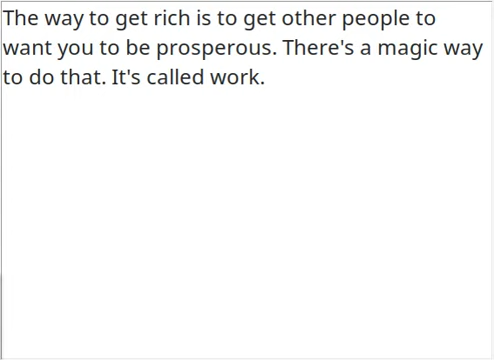 The way to get rich is to get other people to
want you to be prosperous. There's a magic way
to do that. It's called work.